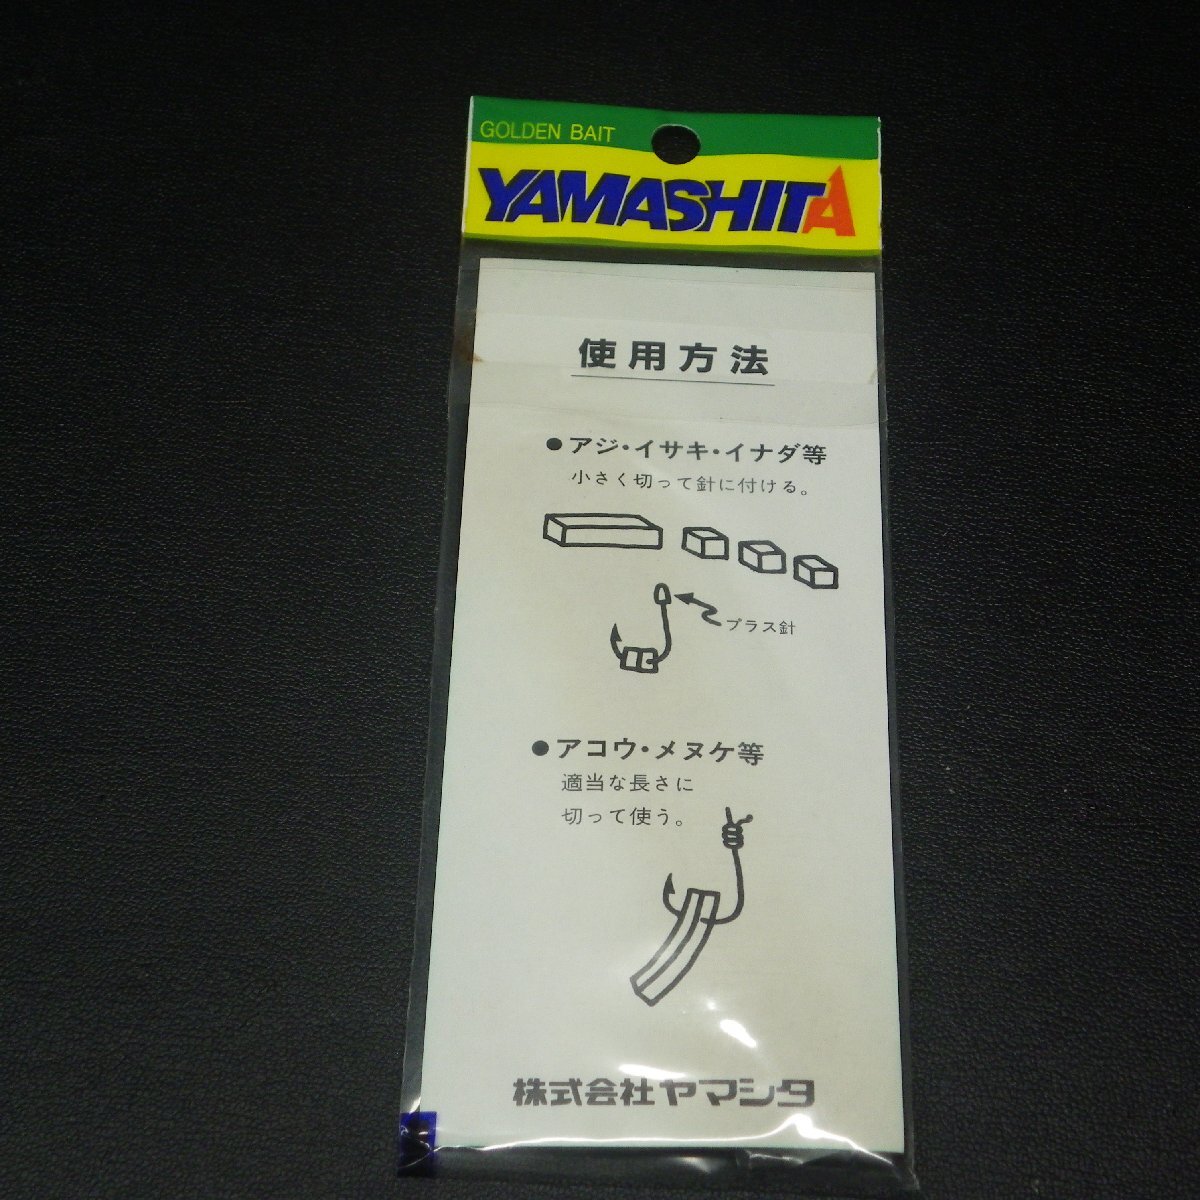 GOLDEN BAIT
YAMASHITA
使用方法
●アジ・イサキ・イナダ等
小さく切って針に付ける。
プラス針
●アコウ・メヌケ等
適当な長さに
切って使う。
株式会社ヤマシタ